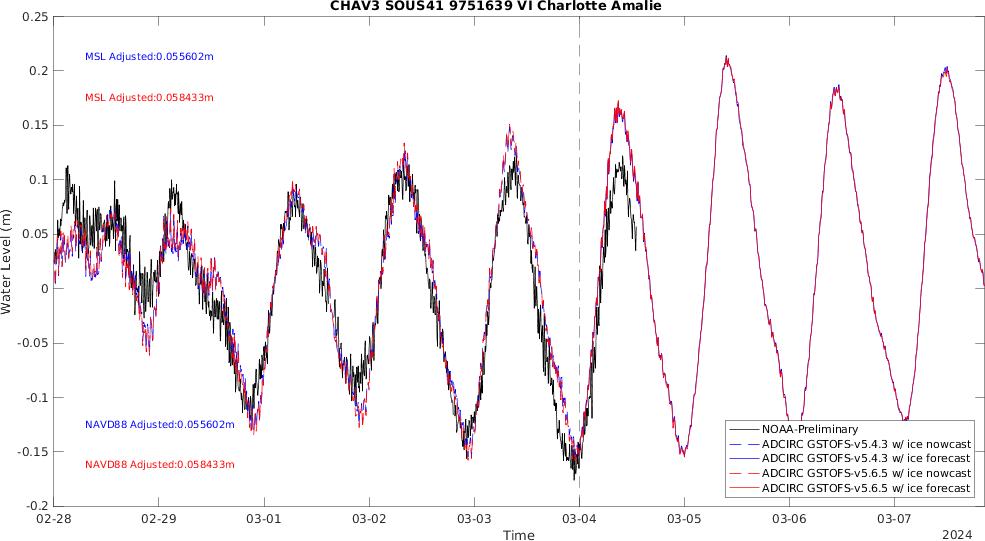 CHAV3 SOUS41 9751639 VI Charlotte Amalie
0.25
0.2
0.15
0.1
0.05
0
-0.05
-0.1
-0.15
-0.2
Water Level (m)
MSL Adjusted:0.055602m
MSL Adjusted:0.058433m
NAVD88 Adjusted:0.055602m
NAVD88 Adjusted:0.058433m
NOAA-Preliminary
ADCIRC GSTOFS-v5.4.3 w/ ice nowcast
ADCIRC GSTOFS-v5.4.3 w/ ice forecast
ADCIRC GSTOFS-v5.6.5 w/ ice nowcast
ADCIRC GSTOFS-v5.6.5 w/ ice forecast
02-28 02-29 03-01 03-02 03-03 03-04 03-05 03-06 03-07
Time
2024